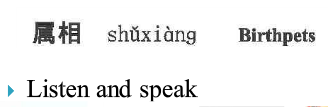 属相 shǔxiàng Birthpets
Listen and speak